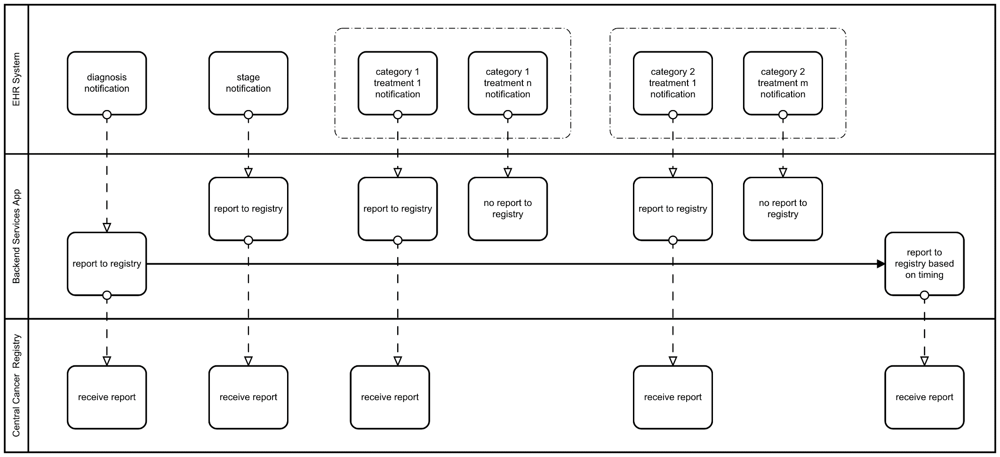 EHR System
diagnosis
notification
stage
notification
category 1
treatment 1
notification
category 1
treatment n
notification
category 2
treatment 1
notification
category 2
treatment m
notification
Backend Services App
report to registry
report to registry
report to registry
no report to
registry
report to registry
no report to
registry
report to
registry based
on timing
Central Cancer Registry
receive report
receive report
receive report
receive report
receive report